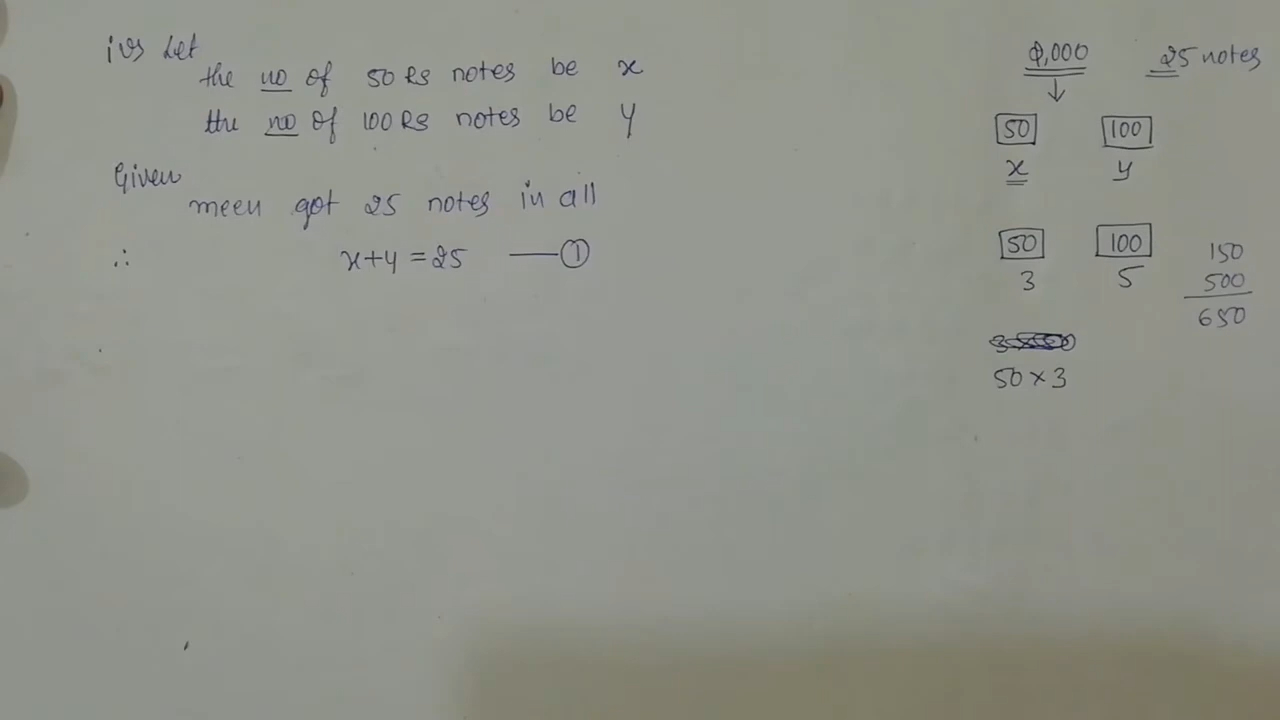 iv) Let
the no of 50 Rs notes be x
the no of 100 Rs notes be y
Given
meen got 25 notes in all
∴ x+y = 25 —①
2,000 25 notes
↓
50 100
x y
50 100
3 5
150
500
650
50 × 3